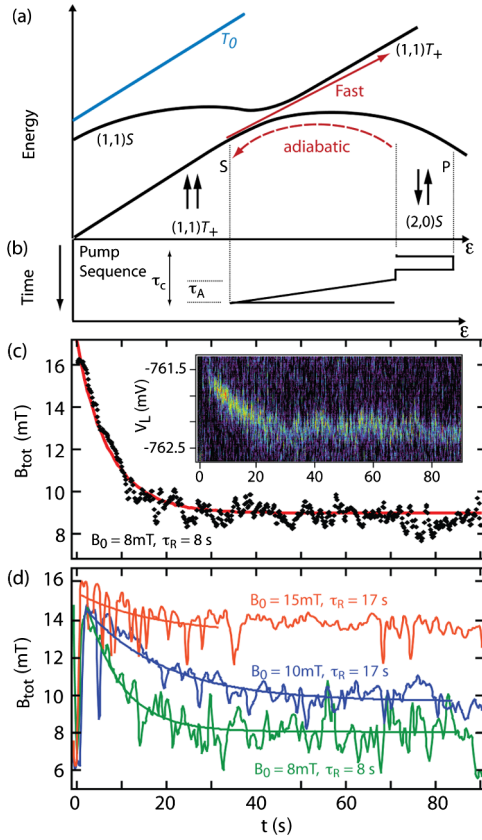 (a)
T₀
(1,1)T₊
Fast
Energy
(1,1)S
S
adiabatic
P
(1,1)T₊
(2,0)S
ε
(b)
Pump
Sequence
τc
τA
Time
ε
(c)
16
14
12
10
8
Btot (mT)
-761.5
-762.5
VL (mV)
0 20 40 60 80
B₀ = 8mT, τR = 8 s
(d)
16
14
12
10
8
6
Btot (mT)
B₀ = 15mT, τR = 17 s
B₀ = 10mT, τR = 17 s
B₀ = 8mT, τR = 8 s
0 20 40 60 80
t (s)